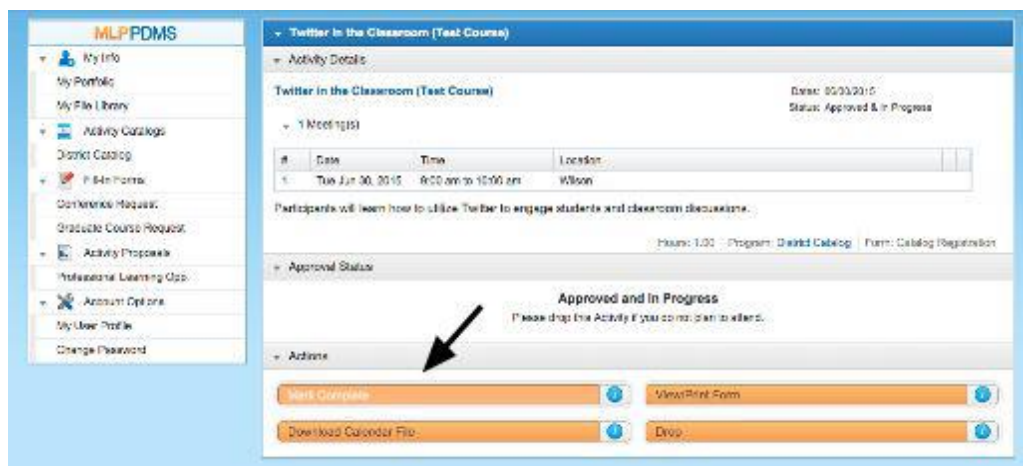 MLPPDMS
My Info
My Portfolio
My File Library
Activity Catalogs
District Catalog
Fill-In Forms
Conference Request
Graduate Course Request
Activity Proposals
Professional Learning Opp.
Account Options
My User Profile
Change Password
Twitter in the Classroom (Test Course)
Activity Details
Twitter in the Classroom (Test Course)
Dates: 06/30/2015
Status: Approved & In Progress
1 Meeting(s)
# Date Time Location
1 Tue Jun 30, 2015 9:00 am to 10:00 am Wilson
Participants will learn how to utilize Twitter to engage students and classroom discussions.
Hours: 1.00 Program: District Catalog Form: Catalog Registration
Approval Status
Approved and In Progress
Please drop this Activity if you do not plan to attend.
Actions
Mark Complete
View/Print Form
Download Calendar File
Drop